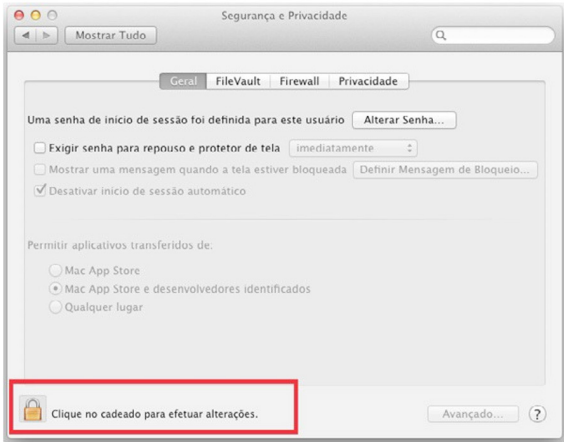 Segurança e Privacidade
Mostrar Tudo
Geral FileVault Firewall Privacidade
Uma senha de início de sessão foi definida para este usuário Alterar Senha...
Exigir senha para repouso e protetor de tela imediatamente
Mostrar uma mensagem quando a tela estiver bloqueada Definir Mensagem de Bloqueio...
Desativar início de sessão automático
Permitir aplicativos transferidos de:
Mac App Store
Mac App Store e desenvolvedores identificados
Qualquer lugar
Clique no cadeado para efetuar alterações. Avançado... ?